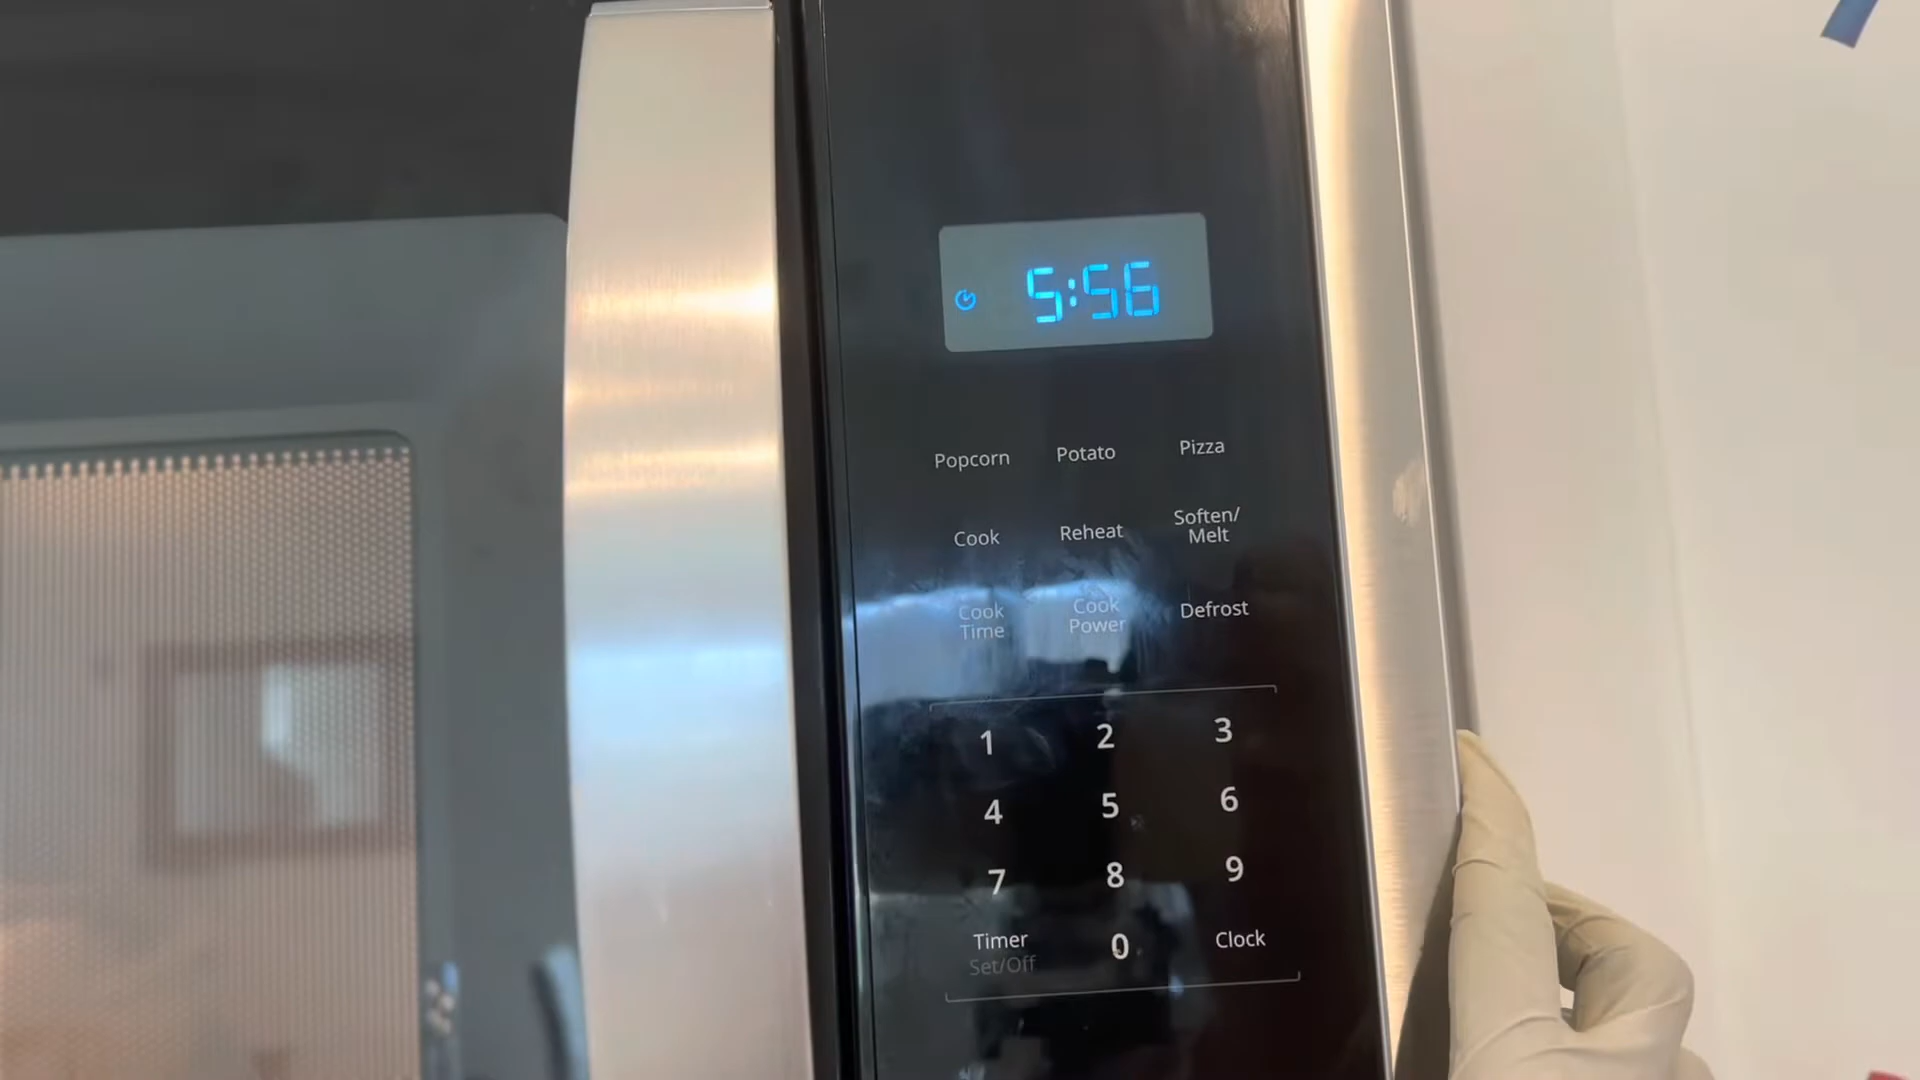 5:56
Popcorn Potato Pizza
Cook Reheat Soften/
Melt
Cook
Time
Cook
Power
Defrost
1 2 3
4 5 6
7 8 9
Timer
Set/Off
0
Clock